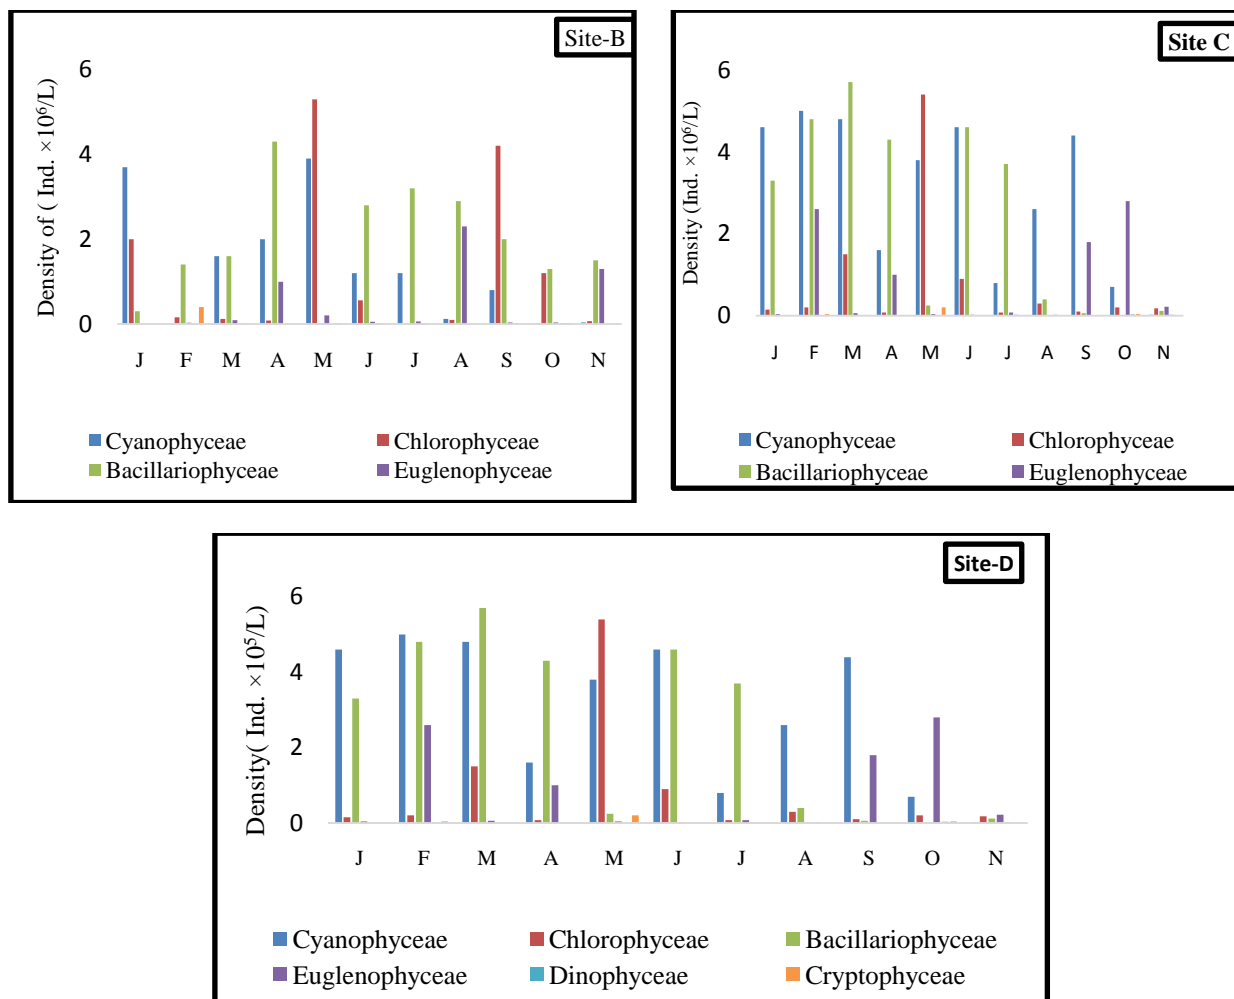 Site-B
Density of ( Ind. ×10⁶/L)
6
4
2
0
J F M A M J J A S O N
Cyanophyceae Chlorophyceae
Bacillariophyceae Euglenophyceae
Site C
Density (Ind. ×10⁶/L)
6
4
2
0
J F M A M J J A S O N
Cyanophyceae Chlorophyceae
Bacillariophyceae Euglenophyceae
Site-D
Density( Ind. ×10⁵/L)
6
4
2
0
J F M A M J J A S O N
Cyanophyceae Chlorophyceae Bacillariophyceae
Euglenophyceae Dinophyceae Cryptophyceae